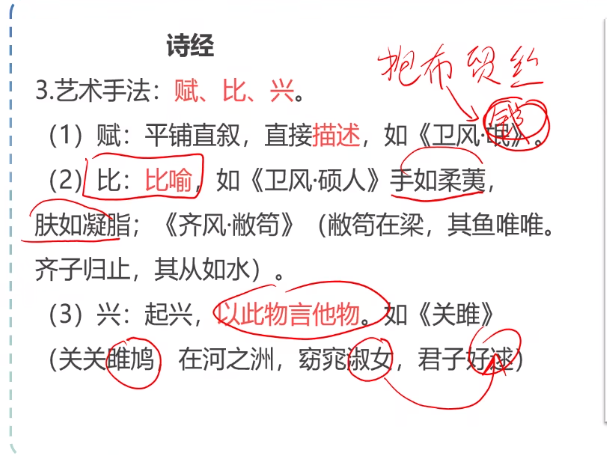 诗经
抱布贸丝
3.艺术手法：赋、比、兴。
（1）赋：平铺直叙，直接描述，如《卫风·氓》。
（2）比：比喻，如《卫风·硕人》手如柔荑，
肤如凝脂；《齐风·敝笱》（敝笱在梁，其鱼唯唯。
齐子归止，其从如水）。
（3）兴：起兴，以此物言他物。如《关雎》
（关关雎鸠，在河之洲，窈窕淑女，君子好逑）